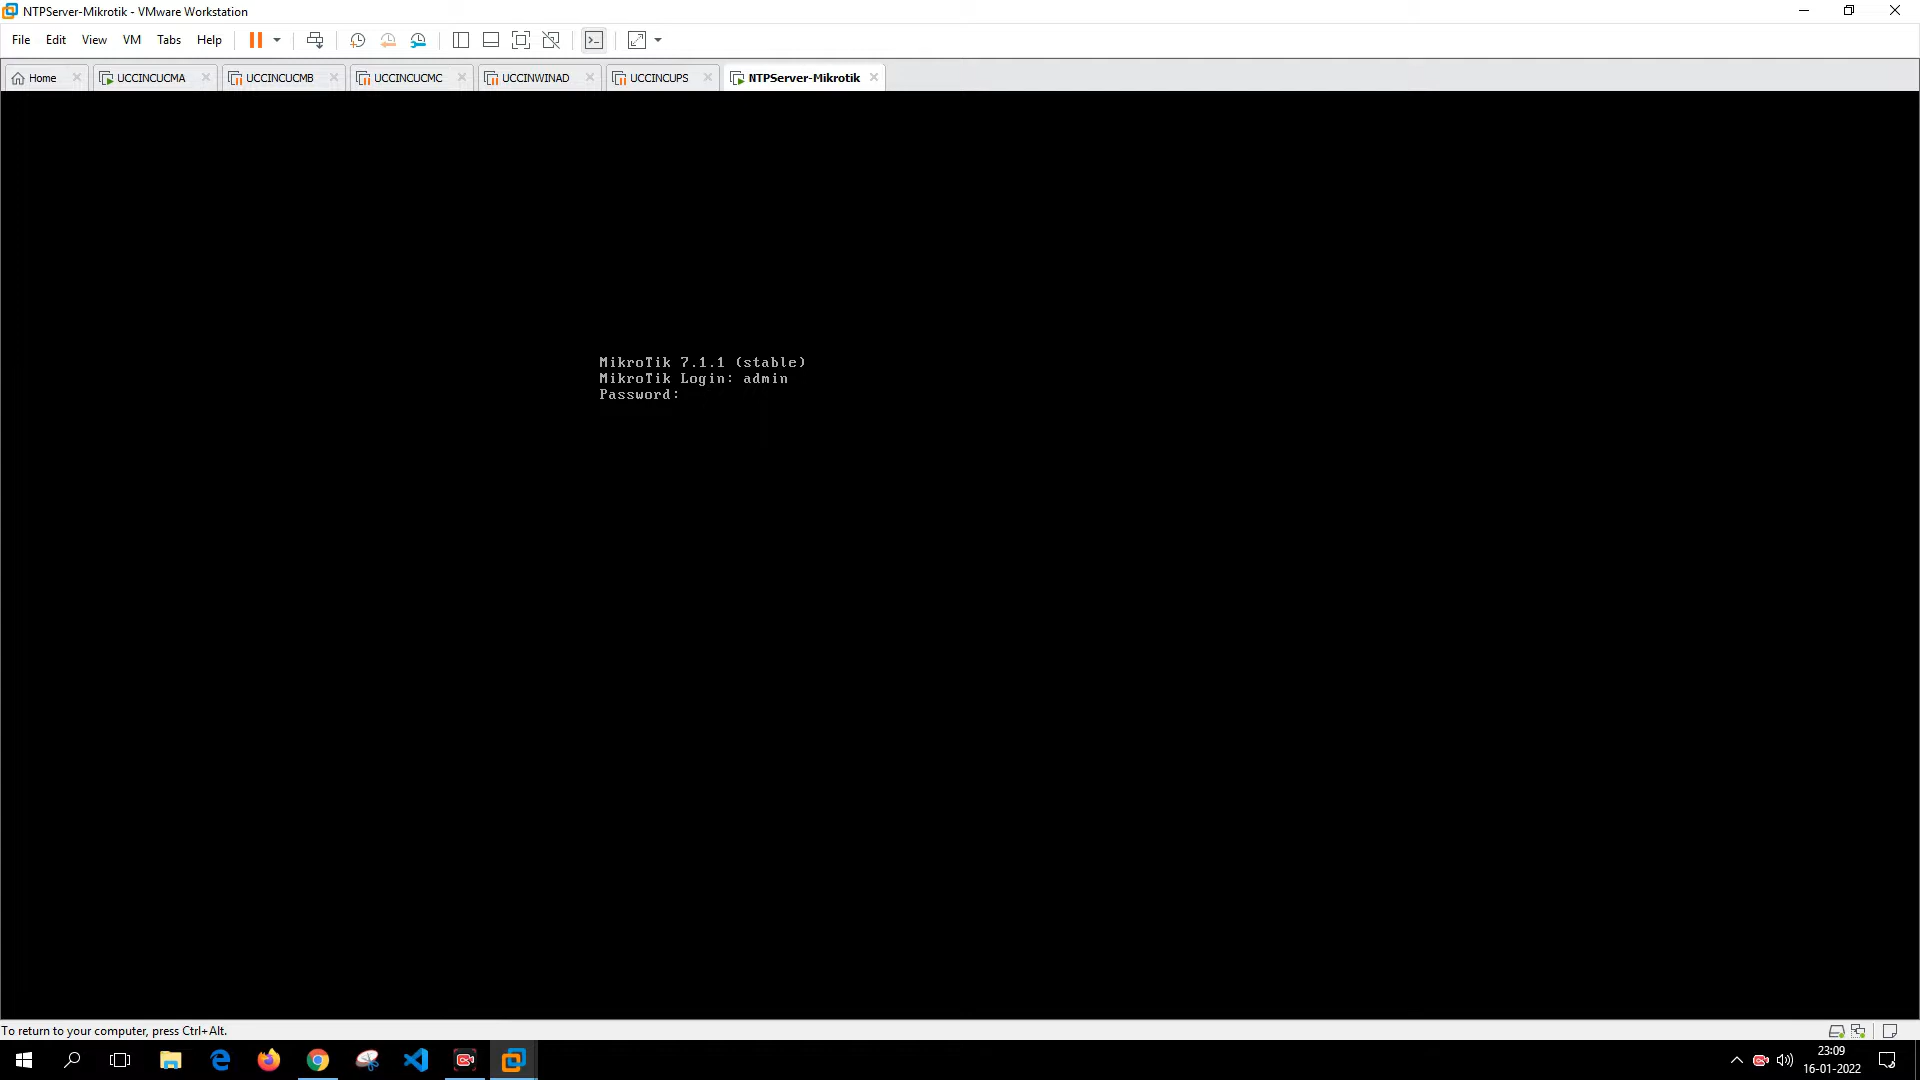 NTPServer-Mikrotik - VMware Workstation
File Edit View VM Tabs Help
Home UCCINCUCMA UCCINCUCMB UCCINCUCMC UCCINWINAD UCCINCUPS NTPServer-Mikrotik
MikroTik 7.1.1 (stable)
MikroTik Login: admin
Password:
To return to your computer, press Ctrl+Alt.
23:09
16-01-2022